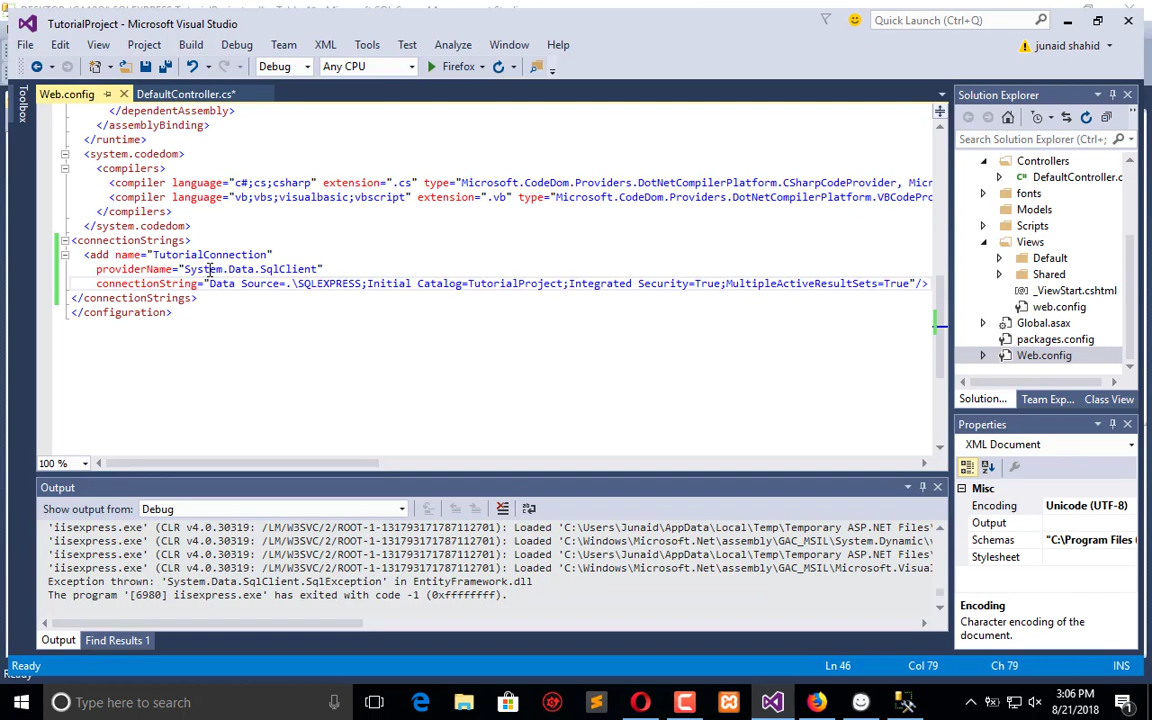 TutorialProject - Microsoft Visual Studio
Quick Launch (Ctrl+Q)
File Edit View Project Build Debug Team XML Tools Test Analyze Window Help
junaid shahid
Debug Any CPU Firefox
Toolbox
Web.config DefaultController.cs*
</dependentAssembly>
</assemblyBinding>
</runtime>
<system.codedom>
<compilers>
<compiler language="c#;cs;csharp" extension=".cs" type="Microsoft.CodeDom.Providers.DotNetCompilerPlatform.CSharpCodeProvider, Micr
<compiler language="vb;vbs;visualbasic;vbscript" extension=".vb" type="Microsoft.CodeDom.Providers.DotNetCompilerPlatform.VBCodePro
</compilers>
</system.codedom>
<connectionStrings>
<add name="TutorialConnection"
providerName="System.Data.SqlClient"
connectionString="Data Source=.\SQLEXPRESS;Initial Catalog=TutorialProject;Integrated Security=True;MultipleActiveResultSets=True"/>
</connectionStrings>
</configuration>
100 %
Solution Explorer
Search Solution Explorer (Ctrl+;)
Controllers
C# DefaultController.c
fonts
Models
Scripts
Views
Default
Shared
_ViewStart.cshtml
web.config
Global.asax
packages.config
Web.config
Solution... Team Exp... Class View
Properties
XML Document
Misc
Encoding Unicode (UTF-8)
Output
Schemas "C:\Program Files (
Stylesheet
Encoding
Character encoding of the
document.
Output
Show output from: Debug
'iisexpress.exe' (CLR v4.0.30319: /LM/W3SVC/2/ROOT-1-131793171787112701): Loaded 'C:\Users\Junaid\AppData\Local\Temp\Temporary ASP.NET Files\
'iisexpress.exe' (CLR v4.0.30319: /LM/W3SVC/2/ROOT-1-131793171787112701): Loaded 'C:\Windows\Microsoft.Net\assembly\GAC_MSIL\System.Dynamic\v
'iisexpress.exe' (CLR v4.0.30319: /LM/W3SVC/2/ROOT-1-131793171787112701): Loaded 'C:\Users\Junaid\AppData\Local\Temp\Temporary ASP.NET Files\
'iisexpress.exe' (CLR v4.0.30319: /LM/W3SVC/2/ROOT-1-131793171787112701): Loaded 'C:\Windows\Microsoft.Net\assembly\GAC_MSIL\Microsoft.Visual
Exception thrown: 'System.Data.SqlClient.SqlException' in EntityFramework.dll
The program '[6980] iisexpress.exe' has exited with code -1 (0xffffffff).
Output Find Results 1
Ready Ln 46 Col 79 Ch 79 INS
Type here to search
3:06 PM
8/21/2018